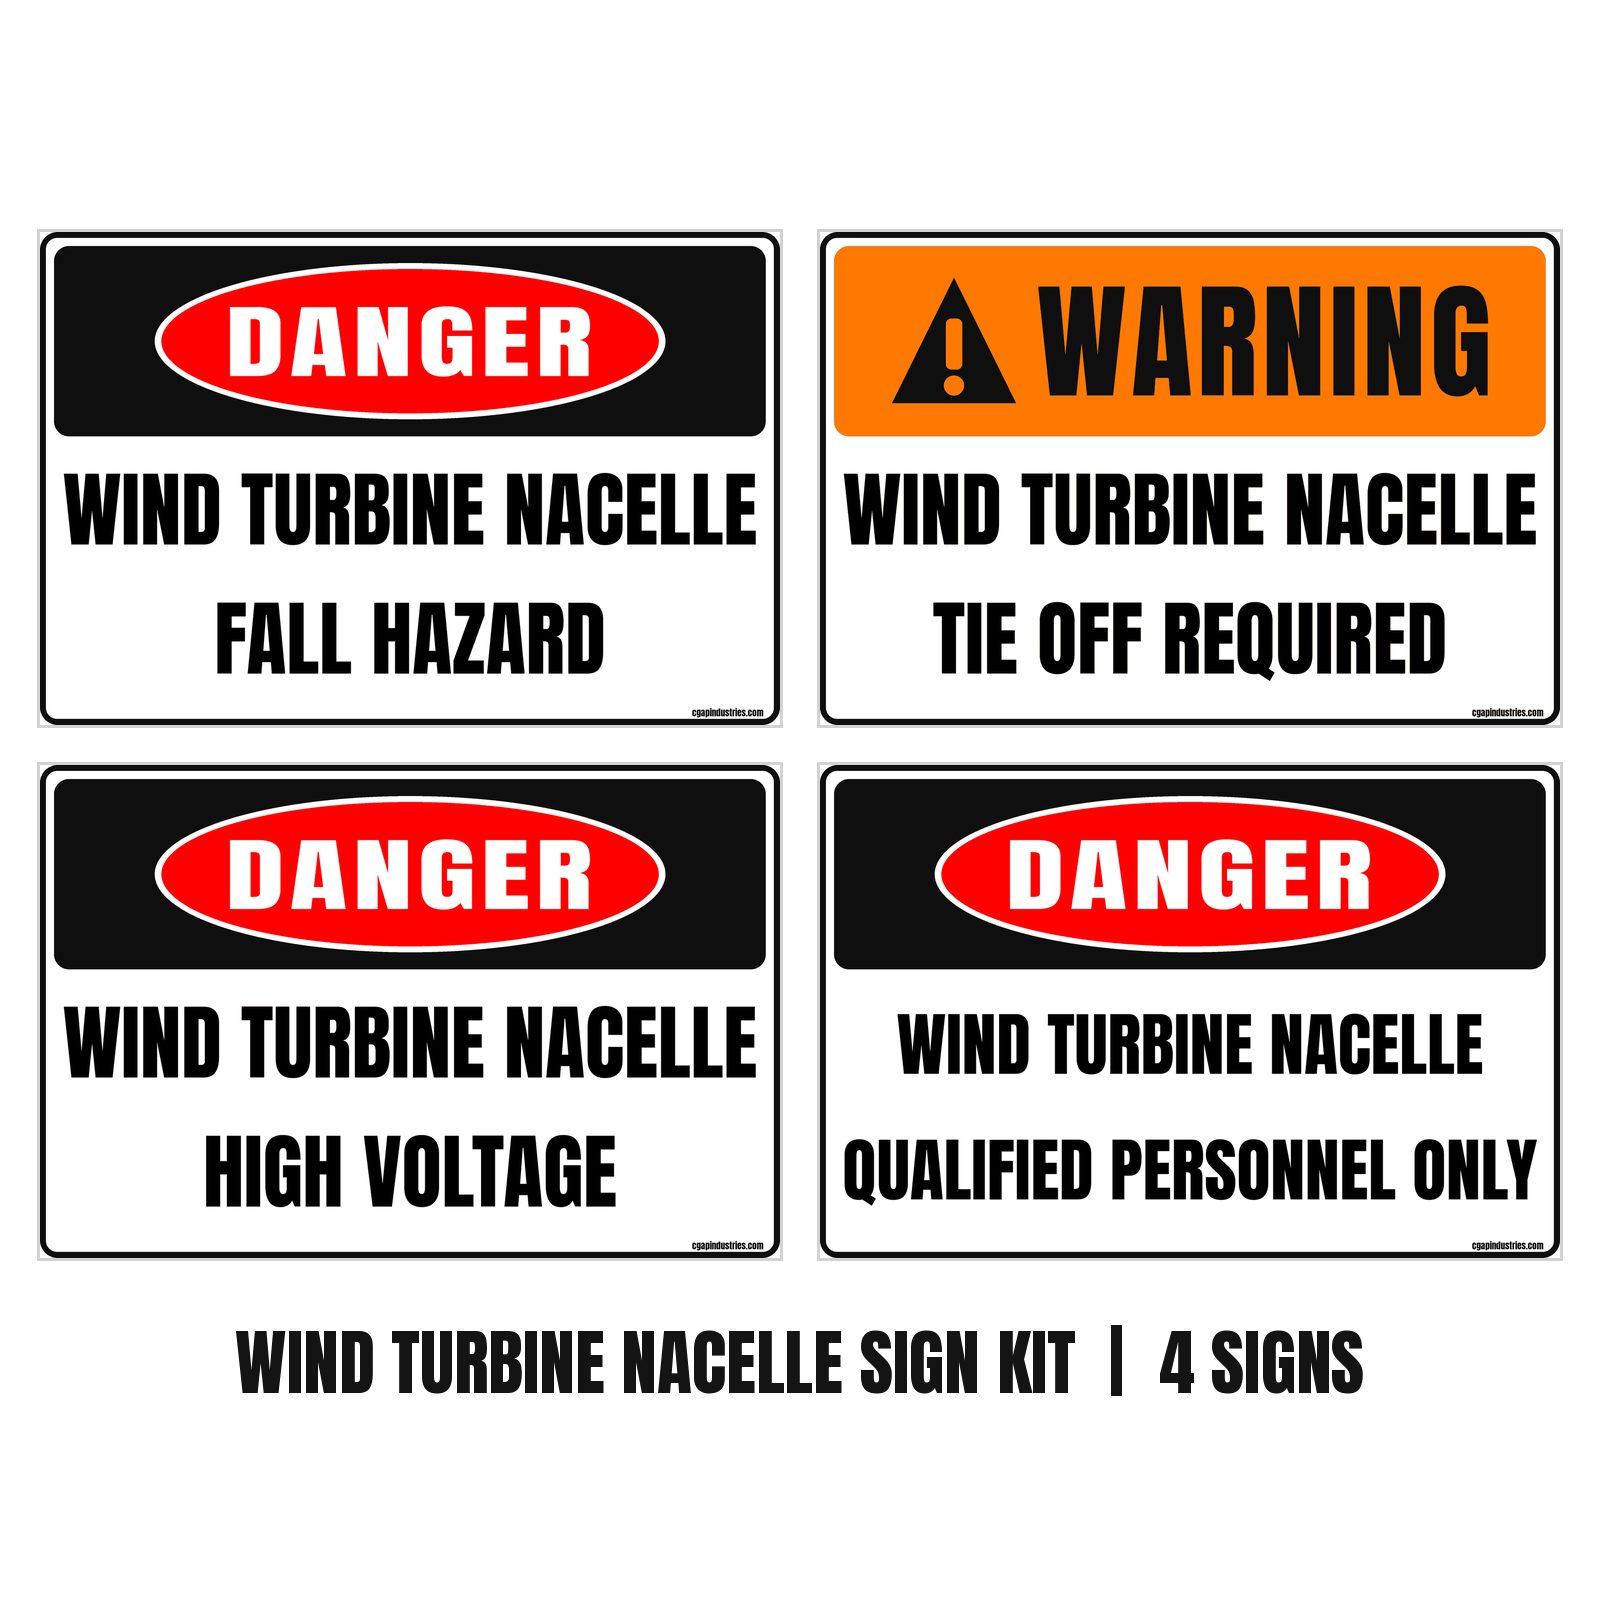 DANGER
WIND TURBINE NACELLE
FALL HAZARD
cgapindustries.com
WARNING
WIND TURBINE NACELLE
TIE OFF REQUIRED
cgapindustries.com
DANGER
WIND TURBINE NACELLE
HIGH VOLTAGE
cgapindustries.com
DANGER
WIND TURBINE NACELLE
QUALIFIED PERSONNEL ONLY
cgapindustries.com
WIND TURBINE NACELLE SIGN KIT | 4 SIGNS